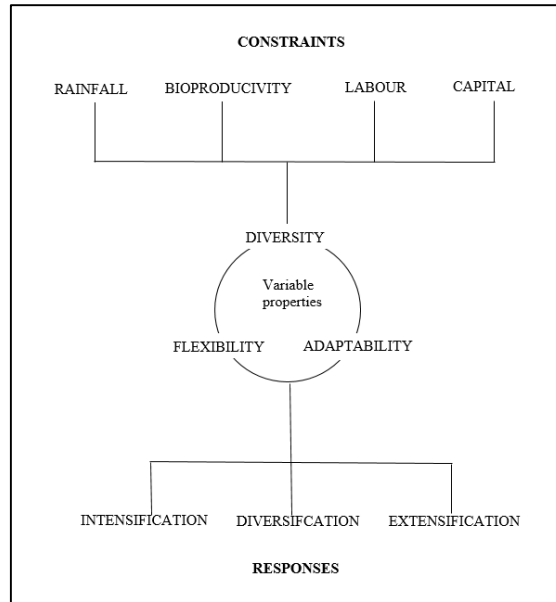 CONSTRAINTS
RAINFALL BIOPRODUCIVITY LABOUR CAPITAL
DIVERSITY
Variable
properties
FLEXIBILITY ADAPTABILITY
INTENSIFICATION DIVERSIFCATION EXTENSIFICATION
RESPONSES